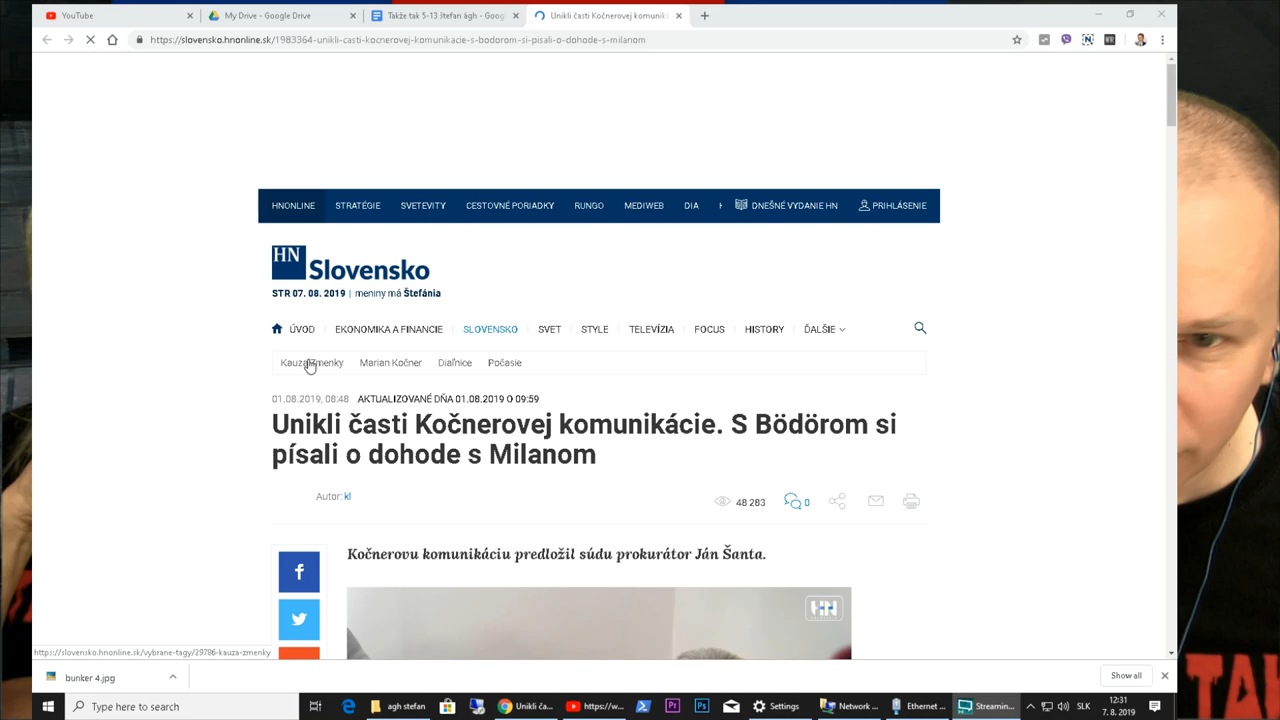 YouTube
My Drive - Google Drive
Takže tak 5-13 štefan ágh - Goog
Unikli časti Kočnerovej komunik
https://slovensko.hnonline.sk/1983364-unikli-casti-kocnerovej-komunikacie-s-bodorom-si-pisali-o-dohode-s-milanom
HNONLINE STRATÉGIE SVETEVITY CESTOVNÉ PORIADKY RUNGO MEDIWEB DIA DNEŠNÉ VYDANIE HN PRIHLÁSENIE
HN Slovensko
STR 07. 08. 2019 | meniny má Štefánia
ÚVOD EKONOMIKA A FINANCIE SLOVENSKO SVET STYLE TELEVÍZIA FOCUS HISTORY ĎALŠIE
Kauza zmenky Marian Kočner Diaľnice Počasie
01.08.2019, 08:48 AKTUALIZOVANÉ DŇA 01.08.2019 O 09:59
Unikli časti Kočnerovej komunikácie. S Bödörom si
písali o dohode s Milanom
Autor: kl
48 283 0
Kočnerovu komunikáciu predložil súdu prokurátor Ján Šanta.
HN
https://slovensko.hnonline.sk/vybrane-tagy/29786-kauza-zmenky
bunker 4.jpg
Show all
Type here to search
agh stefan
Unikli ča...
https://w...
Settings
Network ...
Ethernet ...
Streamin...
SLK
12:31
7. 8. 2019